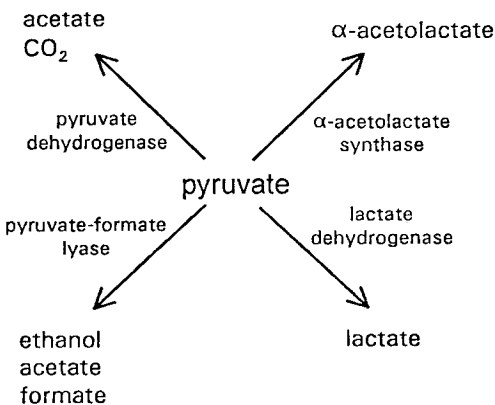 acetate
CO₂
α-acetolactate
pyruvate
dehydrogenase
α-acetolactate
synthase
pyruvate
pyruvate-formate
lyase
lactate
dehydrogenase
ethanol
acetate
formate
lactate